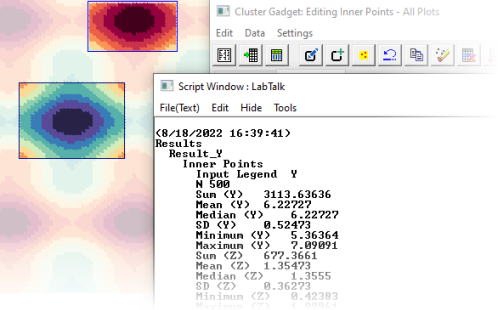 Cluster Gadget: Editing Inner Points - All Plots
Edit Data Settings
Script Window : LabTalk
File(Text) Edit Hide Tools
(8/18/2022 16:39:41)
Results
Result_Y
Inner Points
Input Legend Y
N 500
Sum (Y) 3113.63636
Mean (Y) 6.22727
Median (Y) 6.22727
SD (Y) 0.52473
Minimum (Y) 5.36364
Maximum (Y) 7.09091
Sum (Z) 677.3661
Mean (Z) 1.35473
Median (Z) 1.3555
SD (Z) 0.36273
Minimum (Z) 0.42383
Maximum (Z)